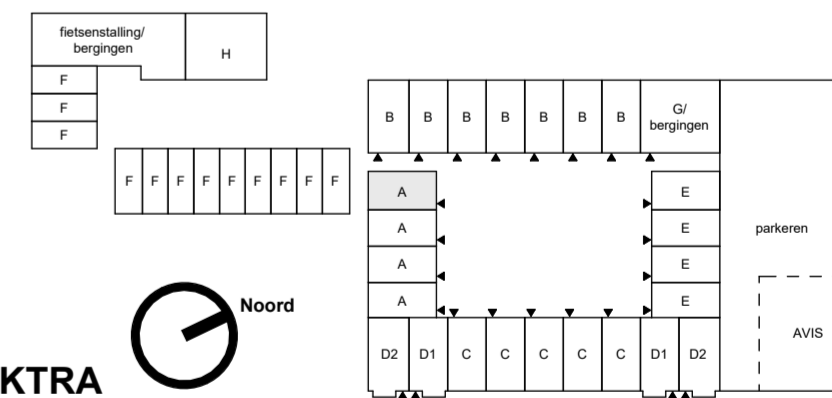 fietsenstalling/
bergingen
H
F
F
F
F F F F F F F F F
B B B B B B B G/
bergingen
A
A
A
A
E
E
E
E
parkeren
AVIS
D2 D1 C C C C C D1 D2
Noord
KTRA